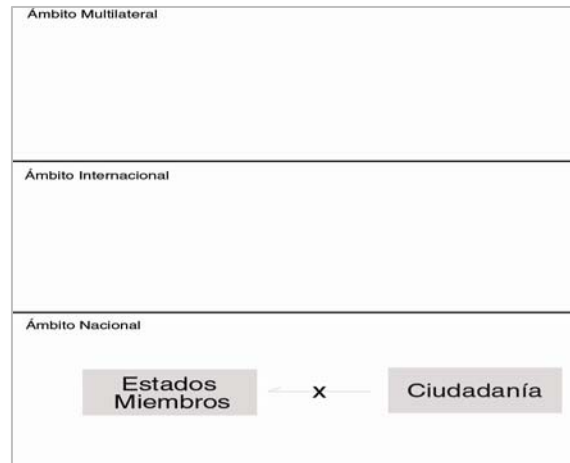 Ámbito Multilateral
Ámbito Internacional
Ámbito Nacional
Estados
Miembros
x
Ciudadanía